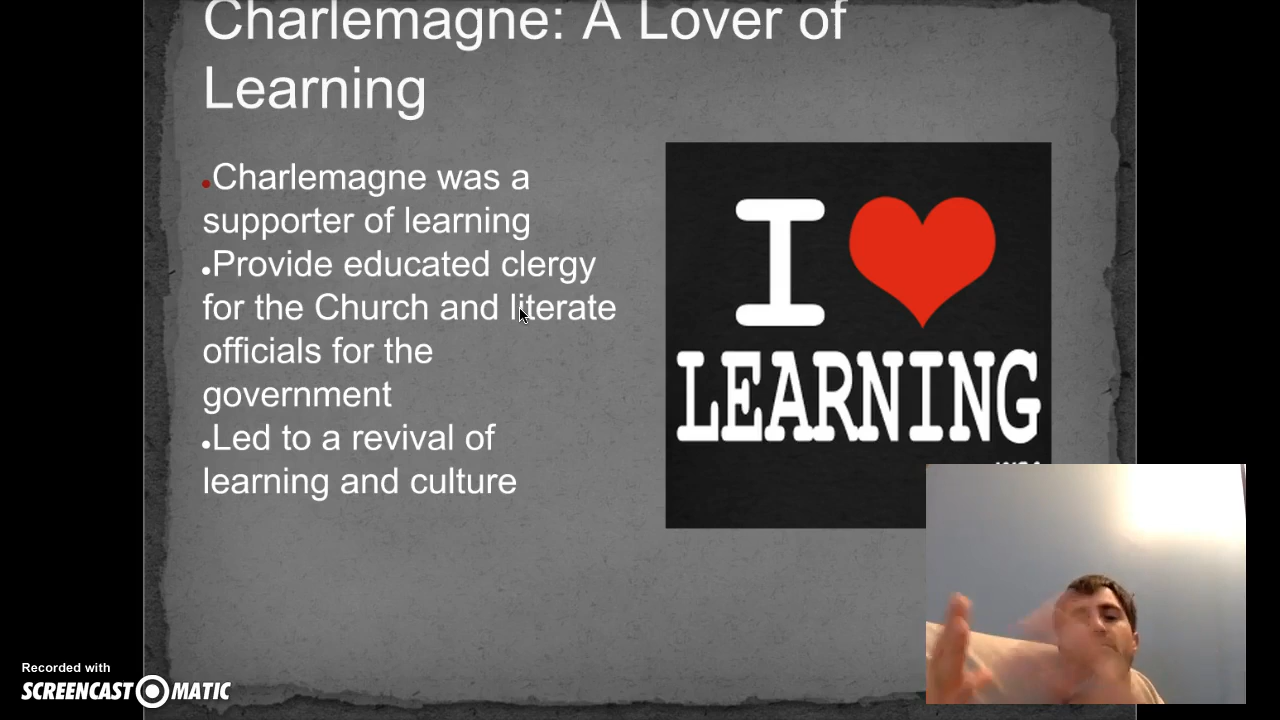 Charlemagne: A Lover of
Learning
•Charlemagne was a
supporter of learning
•Provide educated clergy
for the Church and literate
officials for the
government
•Led to a revival of
learning and culture
I
LEARNING
Recorded with
SCREENCAST MATIC